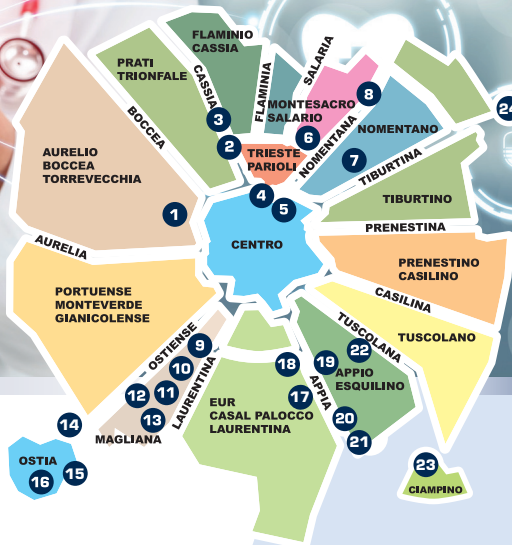 FLAMINIO
CASSIA
PRATI
TRIONFALE
CASSIA
FLAMINIA
SALARIA
BOCCEA
3
8
24
MONTESACRO
SALARIO
6
NOMENTANA
NOMENTANO
2
TRIESTE
PARIOLI
7
TIBURTINA
AURELIO
BOCCEA
TORREVECCHIA
4
5
TIBURTINO
1
PRENESTINA
AURELIA
CENTRO
PRENESTINO
CASILINO
PORTUENSE
MONTEVERDE
GIANICOLENSE
CASILINA
OSTIENSE
9
TUSCOLANA
TUSCOLANO
10
LAURENTINA
18
19
22
APPIO
ESQUILINO
12
11
17
APPIA
EUR
CASAL PALOCCO
LAURENTINA
13
20
14
MAGLIANA
21
OSTIA
15
16
23
CIAMPINO